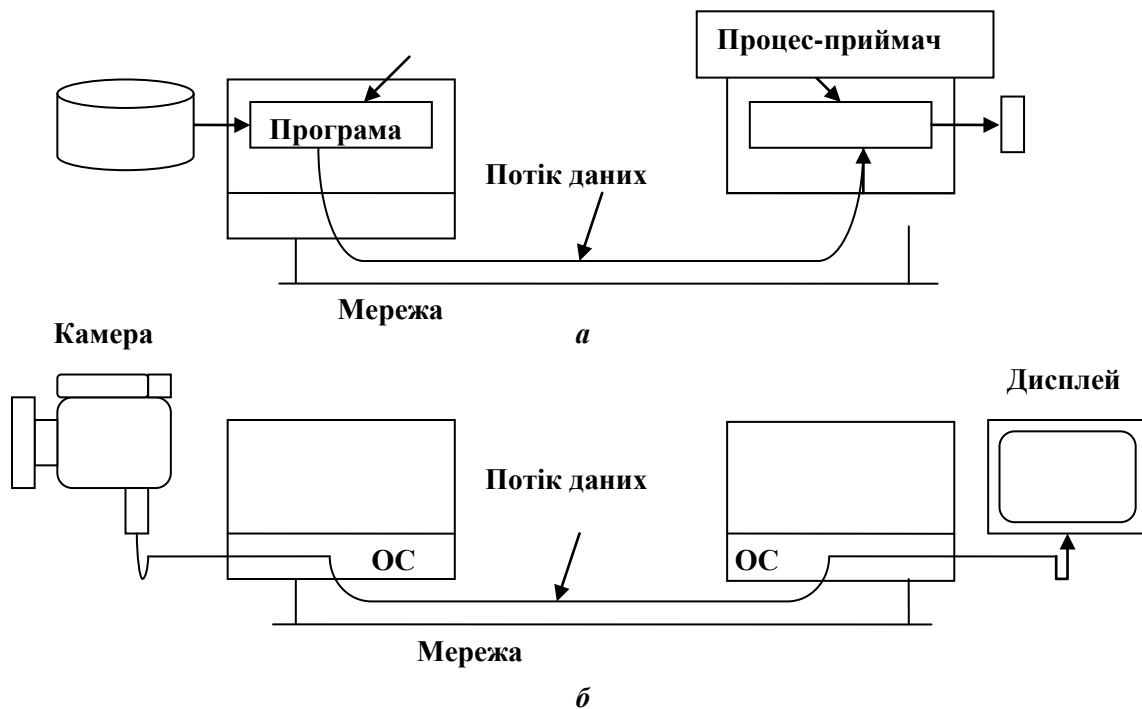 Процес-приймач
Програма
Потік даних
Мережа
а
Камера
Дисплей
Потік даних
ОС
ОС
Мережа
б